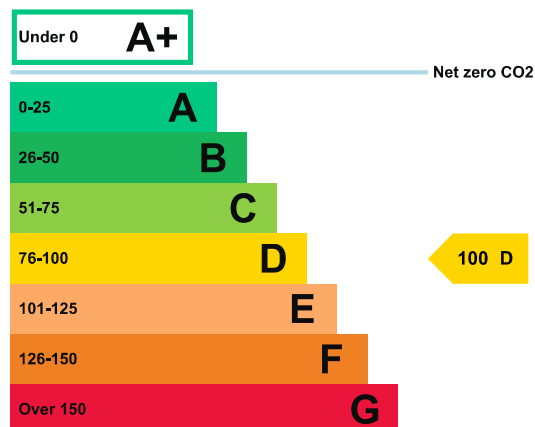 Under 0 A+
Net zero CO2
0-25 A
26-50 B
51-75 C
76-100 D
100 D
101-125 E
126-150 F
Over 150 G